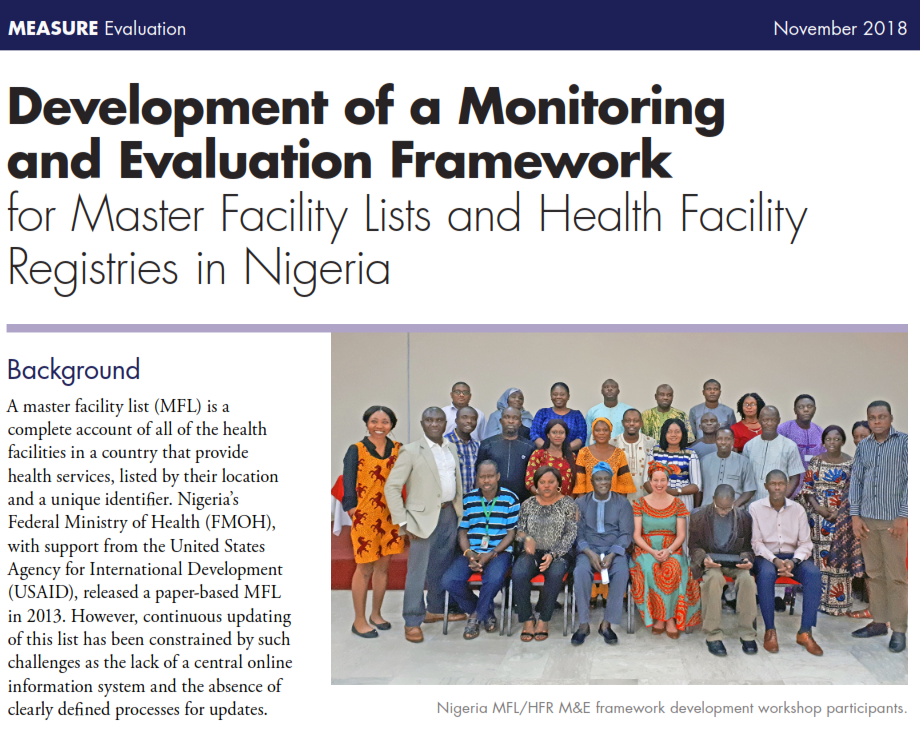 MEASURE Evaluation
November 2018
Development of a Monitoring
and Evaluation Framework
for Master Facility Lists and Health Facility
Registries in Nigeria
Background
A master facility list (MFL) is a
complete account of all of the health
facilities in a country that provide
health services, listed by their location
and a unique identifier. Nigeria’s
Federal Ministry of Health (FMOH),
with support from the United States
Agency for International Development
(USAID), released a paper-based MFL
in 2013. However, continuous updating
of this list has been constrained by such
challenges as the lack of a central online
information system and the absence of
clearly defined processes for updates.
Nigeria MFL/HFR M&E framework development workshop participants.